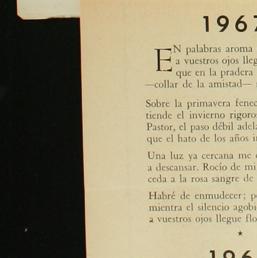 1967
EN palabras aroma
a vuestros ojos lleg
que en la pradera
—collar de la amistad—
Sobre la primavera fenec
tiende el invierno rigoro
Pastor, el paso débil adela
que el hato de los años i
Una luz ya cercana me
a descansar. Rocío de mi
ceda a la rosa sangre de
Habré de enmudecer; p
mientra el silencio agob
a vuestros ojos llegue flo
*
196